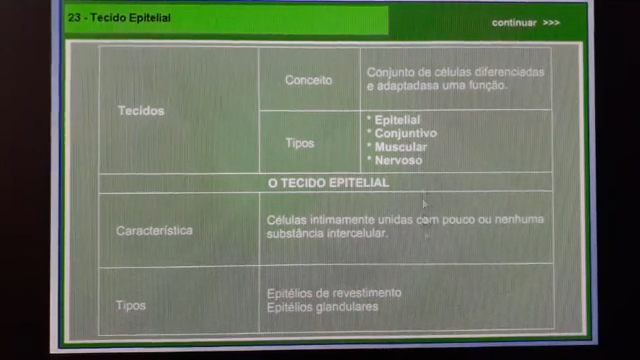 23 - Tecido Epitelial
continuar >>>
Tecidos
Conceito
Conjunto de células diferenciadas
e adaptadasa uma função.
Tipos
* Epitelial
* Conjuntivo
* Muscular
* Nervoso
O TECIDO EPITELIAL
Característica
Células intimamente unidas com pouco ou nenhuma
substância intercelular.
Tipos
Epitélios de revestimento
Epitélios glandulares